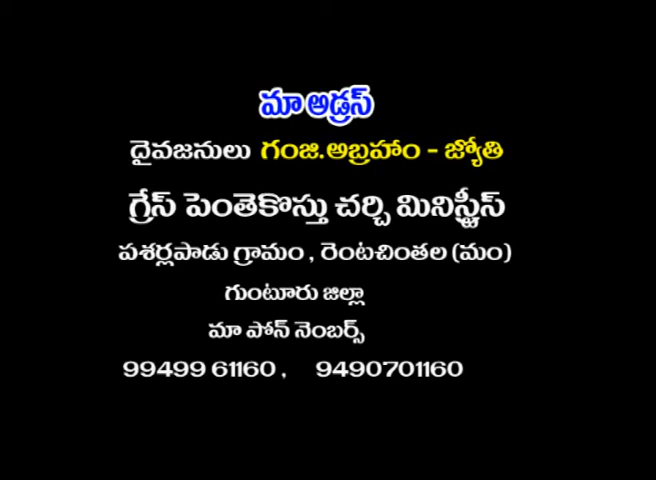 మా అడ్రస్
దైవజనులు గంజి.అబ్రహాం - జ్యోతి
గ్రేస్ పెంతెకొస్తు చర్చి మినిస్ట్రీస్
పశర్లపాడు గ్రామం, రెంటచింతల (మం)
గుంటూరు జిల్లా
మా పోన్ నెంబర్స్
99499 61160, 9490701160